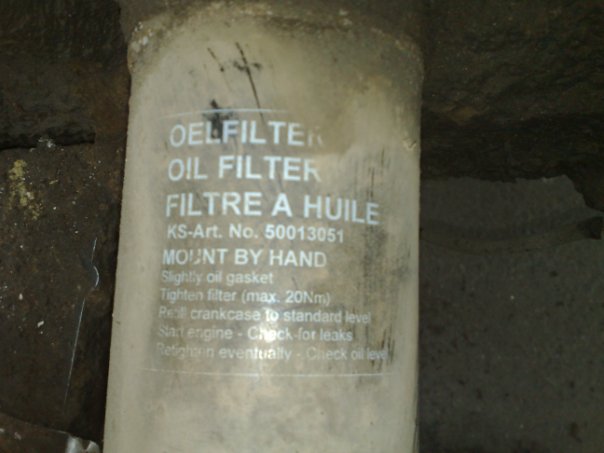 OELFILTER
OIL FILTER
FILTRE A HUILE
KS-Art. No. 50013051
MOUNT BY HAND
Slightly oil gasket
Tighten filter (max. 20Nm)
Refill crankcase to standard level
Start engine - Check for leaks
Retighten eventually - Check oil level